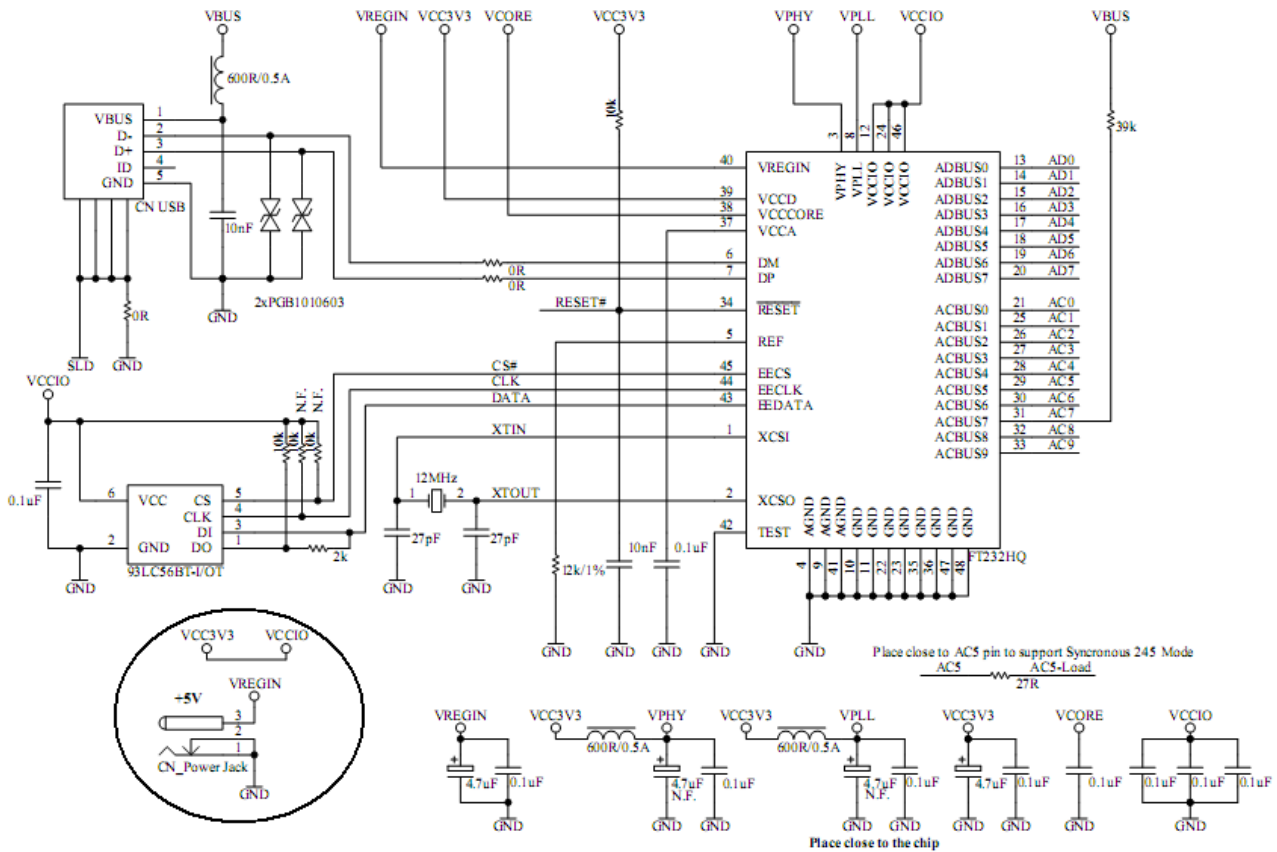 VBUS VREGIN VCC3V3 VCORE VCC3V3 VPHY VPLL VCCIO VBUS
600R/0.5A
10k
39k
VBUS 1
D- 2
D+ 3
ID 4
GND 5
CN USB
10nF
2xPGB1010603
0R
GND
SLD GND
3 8 12 24 46
VPHY VPLL VCCIO VCCIO VCCIO
40 VREGIN
39 VCCD
38 VCCCORE
37 VCCA
6 DM
0R
7 DP
0R
RESET# 34 RESET
5 REF
CS# 45 EECS
CLK 44 EECLK
DATA 43 EEDATA
XTIN 1 XCSI
XTOUT 2 XCSO
42 TEST
ADBUS0 13 AD0
ADBUS1 14 AD1
ADBUS2 15 AD2
ADBUS3 16 AD3
ADBUS4 17 AD4
ADBUS5 18 AD5
ADBUS6 19 AD6
ADBUS7 20 AD7
ACBUS0 21 AC0
ACBUS1 25 AC1
ACBUS2 26 AC2
ACBUS3 27 AC3
ACBUS4 28 AC4
ACBUS5 29 AC5
ACBUS6 30 AC6
ACBUS7 31 AC7
ACBUS8 32 AC8
ACBUS9 33 AC9
AGND AGND AGND GND GND GND GND GND GND GND GND
4 9 41 10 11 22 23 35 36 47 48
FT232HQ
VCCIO
N.F.
N.F.
10k
10k
10k
0.1uF
6 VCC CS 5
CLK 4
DI 3
2 GND DO 1
2k
93LC56BT-I/OT
GND
12MHz
1 2
27pF 27pF
GND GND
12k/1%
10nF 0.1uF
GND GND GND GND GND
VCC3V3 VCCIO
VREGIN
+5V
3
2
1
CN_Power Jack
GND
Place close to AC5 pin to support Syncronous 245 Mode
AC5 AC5-Load
27R
VREGIN VCC3V3 VPHY VCC3V3 VPLL VCC3V3 VCORE VCCIO
600R/0.5A 600R/0.5A
+ + + +
4.7uF 0.1uF 4.7uF 0.1uF 4.7uF 0.1uF 4.7uF 0.1uF 0.1uF 0.1uF 0.1uF 0.1uF
N.F. N.F.
GND GND GND GND GND GND GND GND GND
Place close to the chip